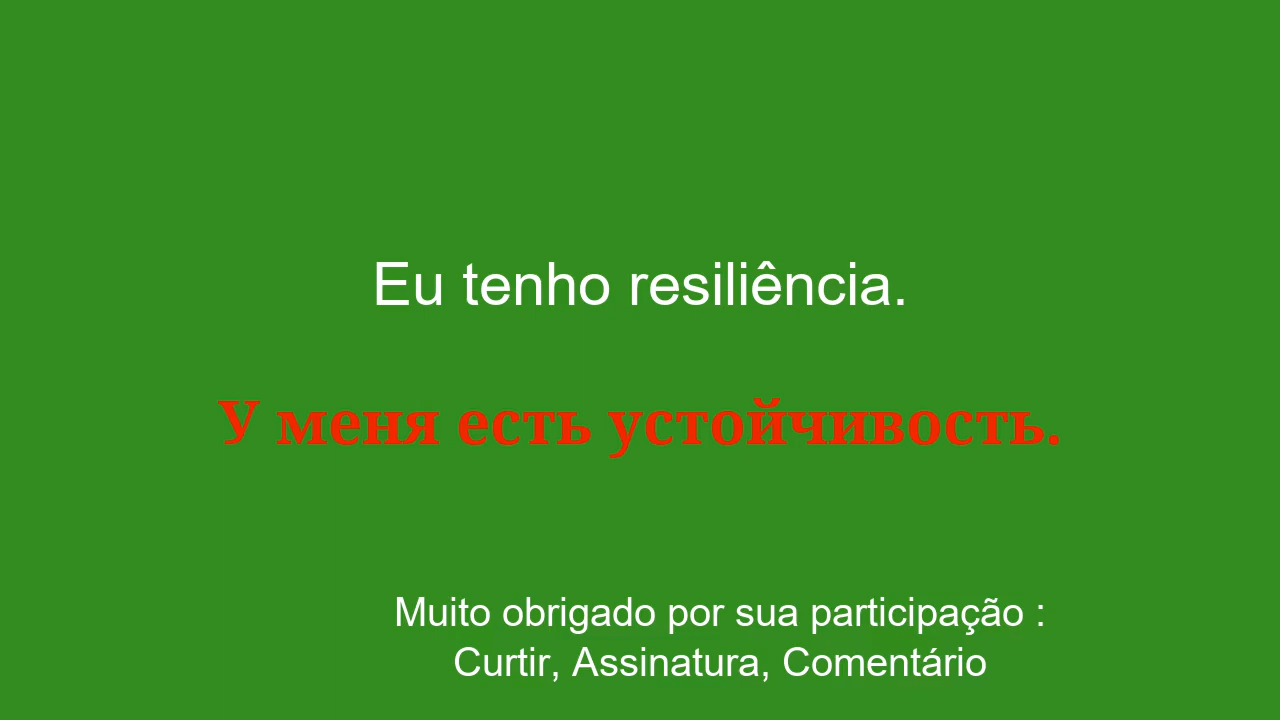 Eu tenho resiliência.
У меня есть устойчивость.
Muito obrigado por sua participação :
Curtir, Assinatura, Comentário